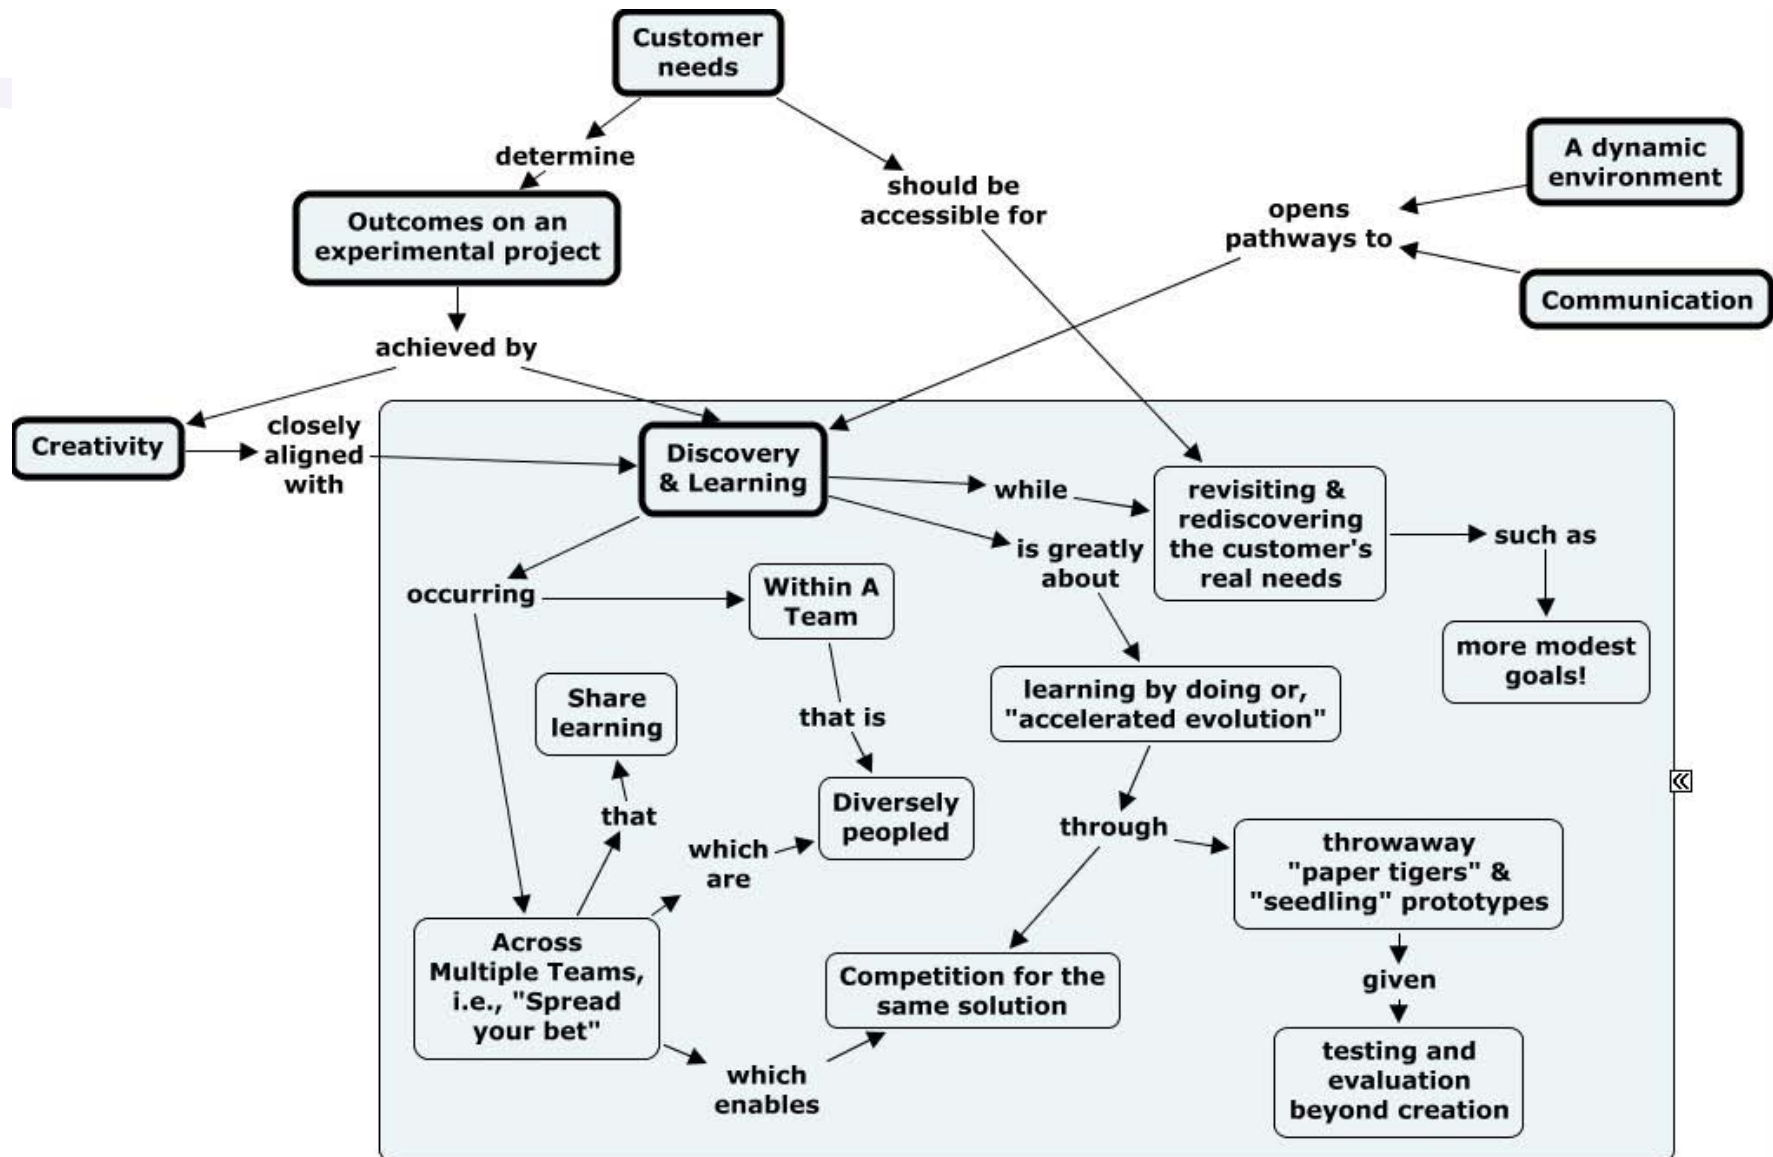 Customer
needs
determine
should be
accessible for
A dynamic
environment
opens
pathways to
Communication
Outcomes on an
experimental project
achieved by
Creativity
closely
aligned
with
Discovery
& Learning
while
revisiting &
rediscovering
the customer's
real needs
such as
more modest
goals!
is greatly
about
occurring
Within A
Team
that is
Diversely
peopled
Share
learning
that
which
are
learning by doing or,
"accelerated evolution"
through
throwaway
"paper tigers" &
"seedling" prototypes
given
testing and
evaluation
beyond creation
Across
Multiple Teams,
i.e., "Spread
your bet"
which
enables
Competition for the
same solution